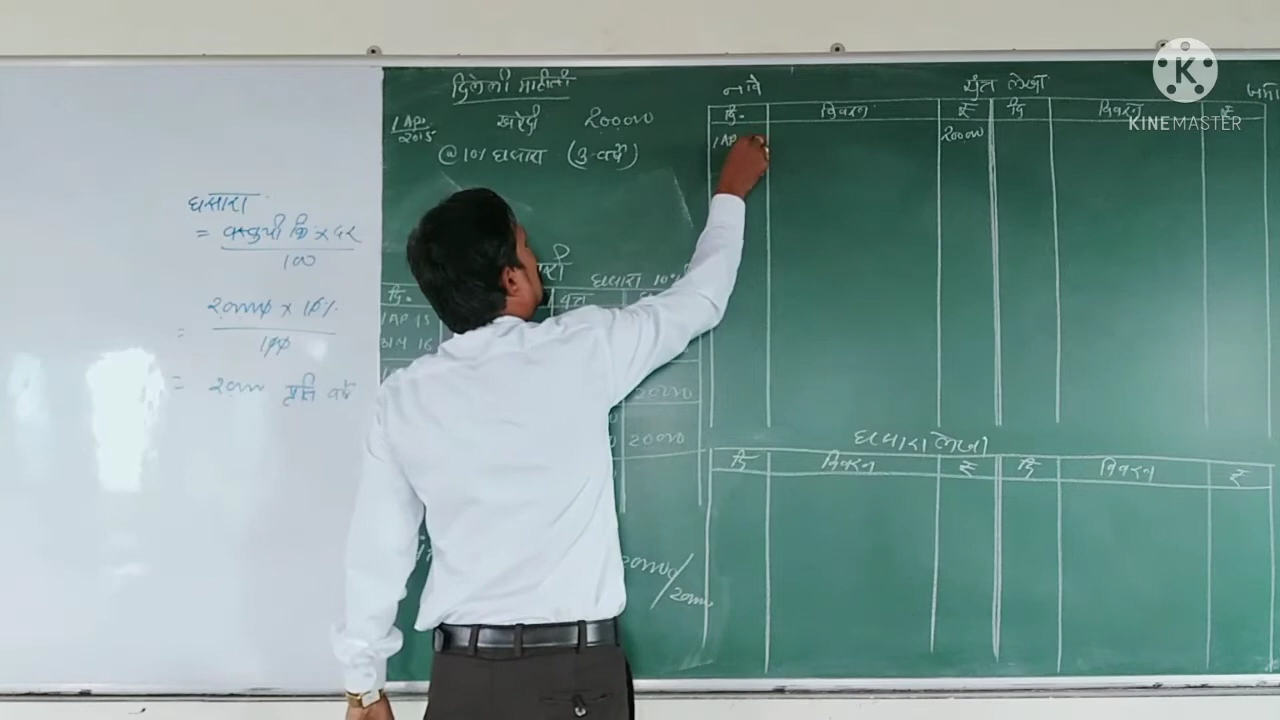 घसारा
= वस्तुची किं × दर
100
= 20000 × 10%
100
= 20000 प्रति वर्ष
दिलेली माहिती
1 Ap. 2015 खरेदी 200000
@ 10% घसारा (3 वर्षे)
घसारा 10%
दि.
1 AP 15
31 M 16
20000
20000
नावे यंत्र लेखा जमा
दि. विवरण ₹ दि विवरण ₹
1 AP 200000
घसारा लेखा
दि विवरण ₹ दि विवरण ₹
K
KINEMASTER